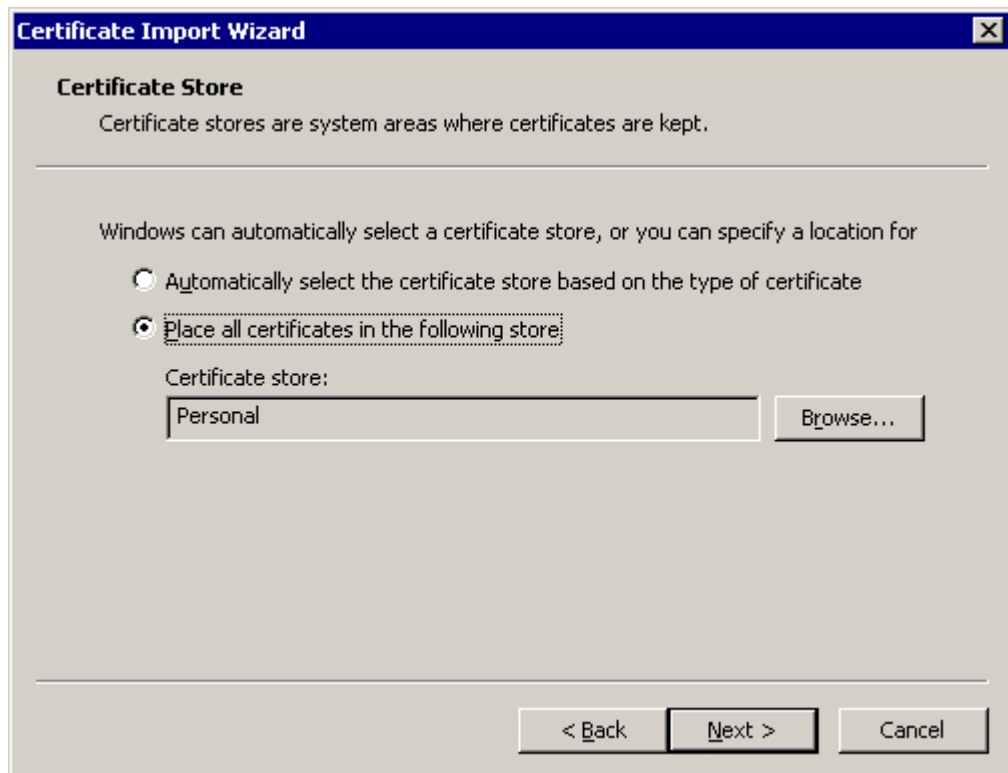 Certificate Import Wizard
Certificate Store
Certificate stores are system areas where certificates are kept.
Windows can automatically select a certificate store, or you can specify a location for
Automatically select the certificate store based on the type of certificate
Place all certificates in the following store
Certificate store:
Personal
Browse...
< Back
Next >
Cancel